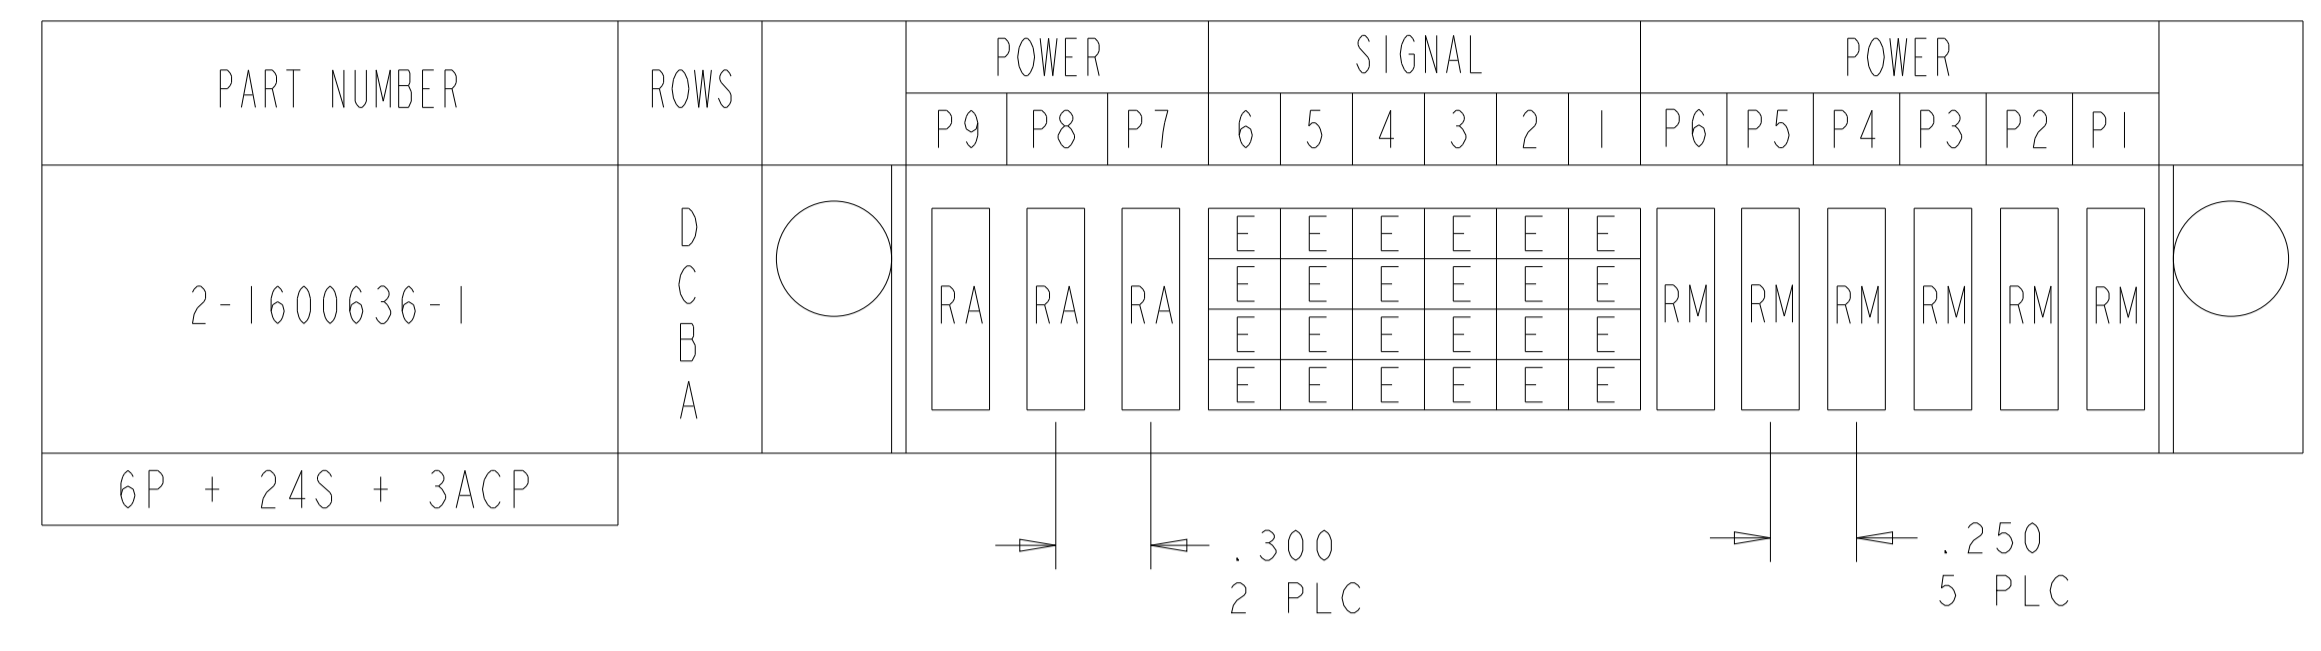 PART NUMBER ROWS POWER SIGNAL POWER
P9 P8 P7 6 5 4 3 2 1 P6 P5 P4 P3 P2 P1
2-1600636-1
D
C
B
A
RA RA RA
E E E E E E
E E E E E E
E E E E E E
E E E E E E
RM RM RM RM RM RM
6P + 24S + 3ACP
.300
2 PLC
.250
5 PLC